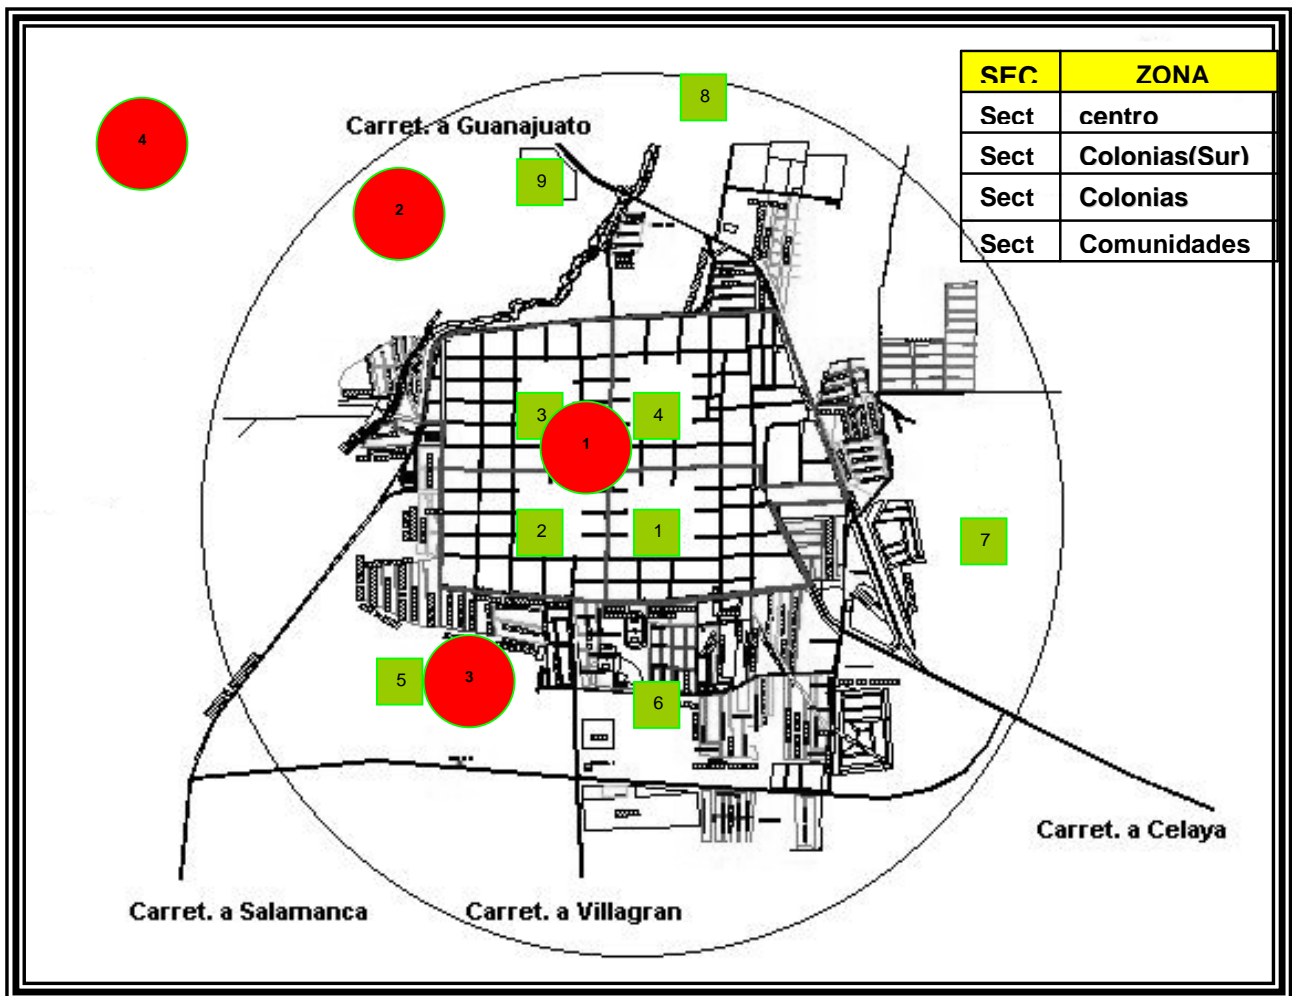 SEC ZONA
Sect centro
Sect Colonias(Sur)
Sect Colonias
Sect Comunidades
8
4
Carret. a Guanajuato
9
2
3
4
1
2
1
7
5
3
6
Carret. a Celaya
Carret. a Salamanca
Carret. a Villagran